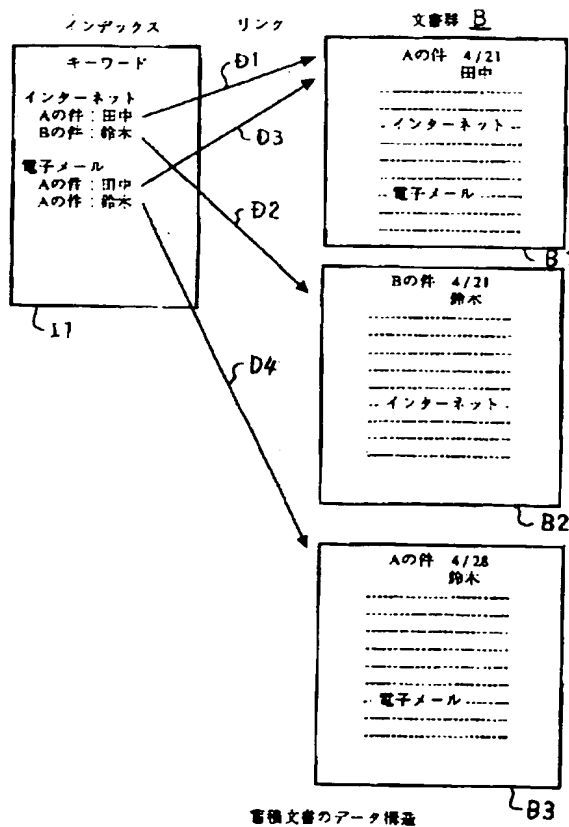 インデックス
リンク
文書群 B
キーワード
インターネット
Aの件:田中
Bの件:鈴木
電子メール
Aの件:田中
Aの件:鈴木
I7
D1
D3
D2
D4
Aの件 4/21
田中
インターネット
電子メール
B
Bの件 4/21
鈴木
インターネット
B2
Aの件 4/28
鈴木
電子メール
B3
蓄積文書のデータ構造